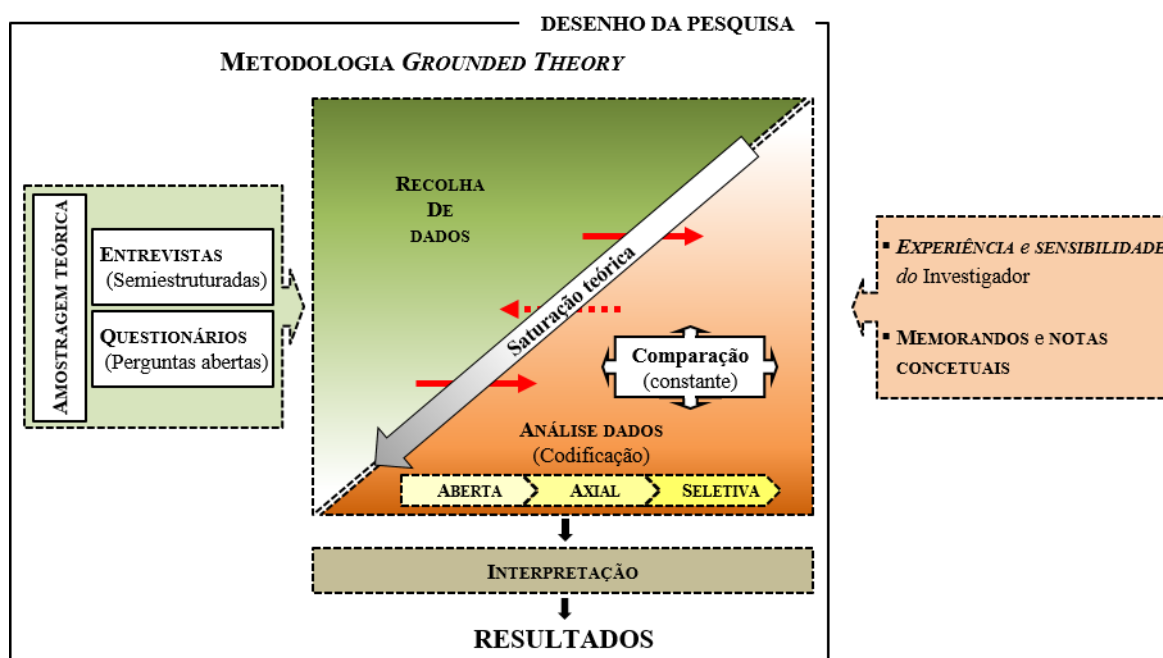 DESENHO DA PESQUISA
METODOLOGIA GROUNDED THEORY
AMOSTRAGEM TEÓRICA
ENTREVISTAS
(Semiestruturadas)
QUESTIONÁRIOS
(Perguntas abertas)
RECOLHA
DE
DADOS
Saturação teórica
Comparação
(constante)
ANÁLISE DADOS
(Codificação)
ABERTA
AXIAL
SELETIVA
▪ EXPERIÊNCIA e SENSIBILIDADE
do Investigador
▪ MEMORANDOS e NOTAS
CONCETUAIS
INTERPRETAÇÃO
RESULTADOS